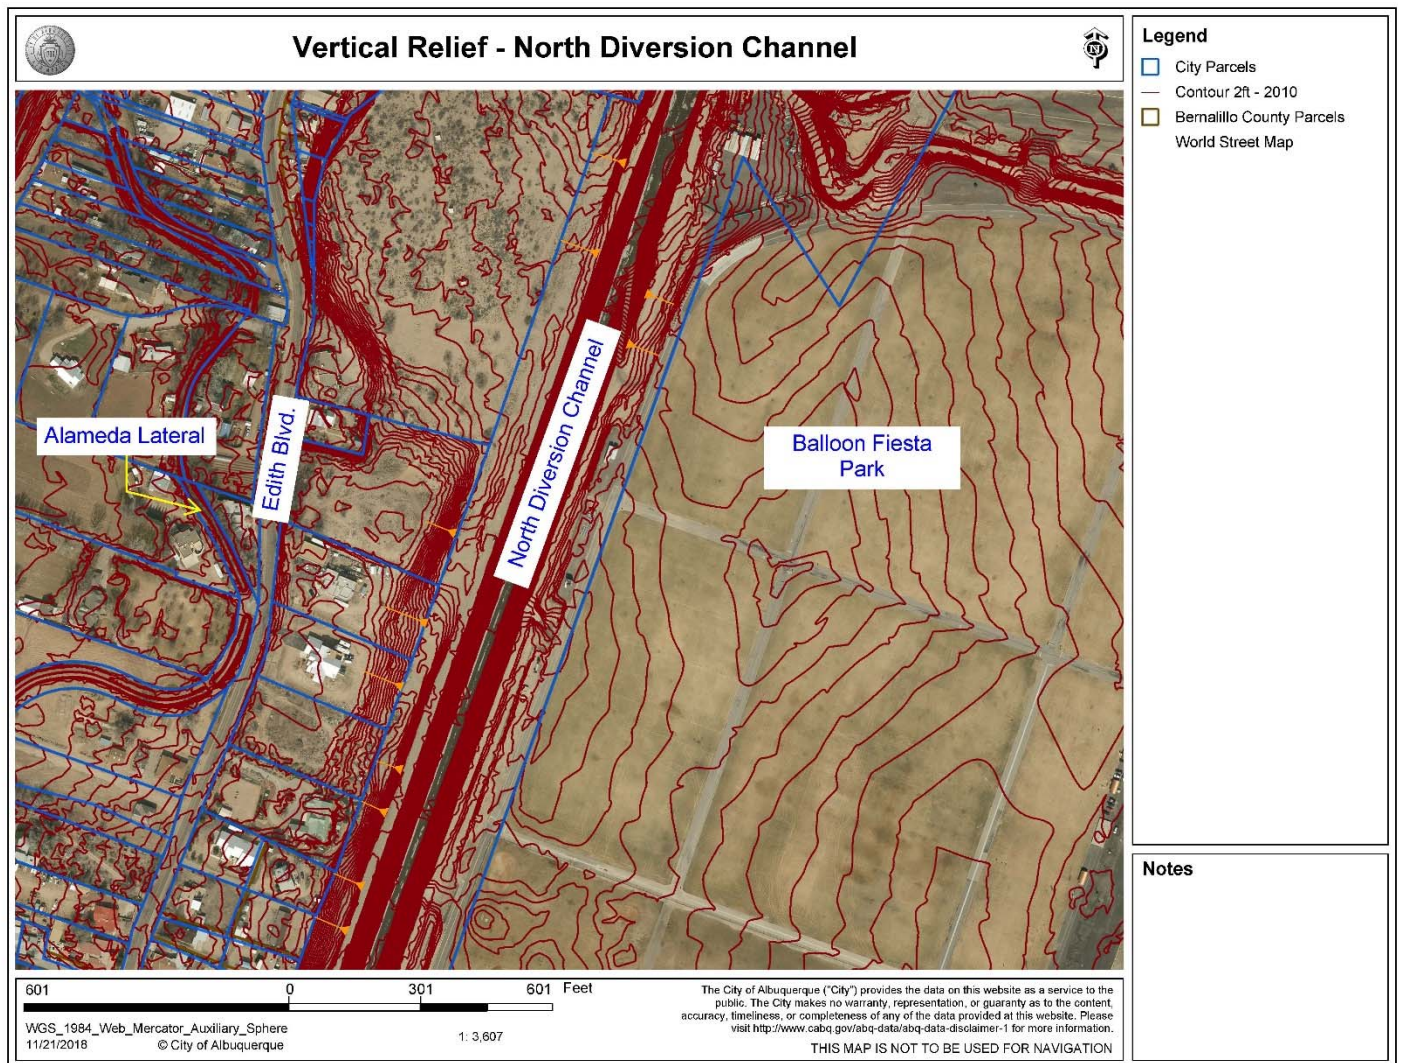 Vertical Relief - North Diversion Channel
N
Legend
City Parcels
Contour 2ft - 2010
Bernalillo County Parcels
World Street Map
Alameda Lateral
Edith Blvd.
North Diversion Channel
Balloon Fiesta
Park
Notes
601 0 301 601 Feet
WGS_1984_Web_Mercator_Auxiliary_Sphere
11/21/2018 © City of Albuquerque
1: 3,607
The City of Albuquerque ("City") provides the data on this website as a service to the
public. The City makes no warranty, representation, or guaranty as to the content,
accuracy, timeliness, or completeness of any of the data provided at this website. Please
visit http://www.cabq.gov/abq-data/abq-data-disclaimer-1 for more information.
THIS MAP IS NOT TO BE USED FOR NAVIGATION